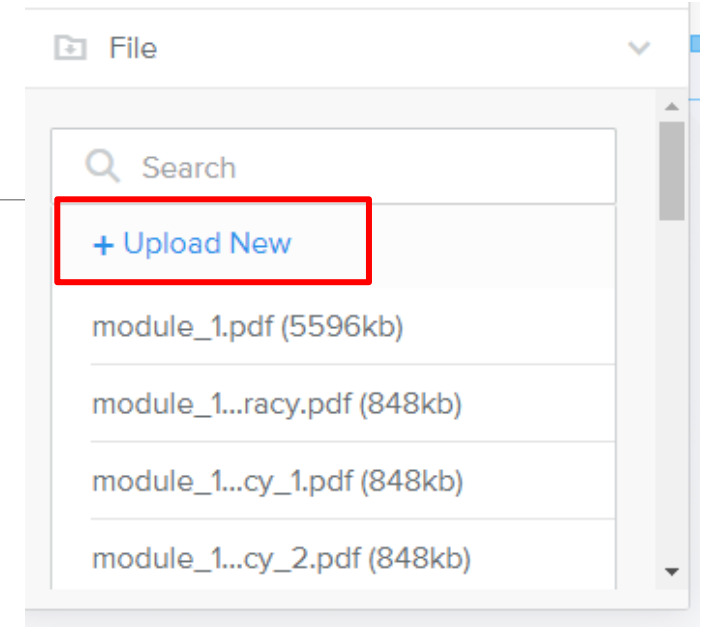 File
Search
+ Upload New
module_1.pdf (5596kb)
module_1...racy.pdf (848kb)
module_1...cy_1.pdf (848kb)
module_1...cy_2.pdf (848kb)